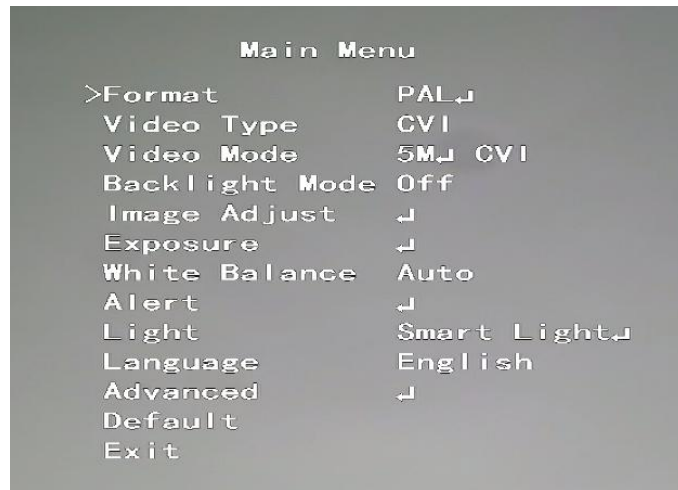 Main Menu
>Format PAL↵
Video Type CVI
Video Mode 5M↵ CVI
Backlight Mode Off
Image Adjust ↵
Exposure ↵
White Balance Auto
Alert ↵
Light Smart Light↵
Language English
Advanced ↵
Default
Exit